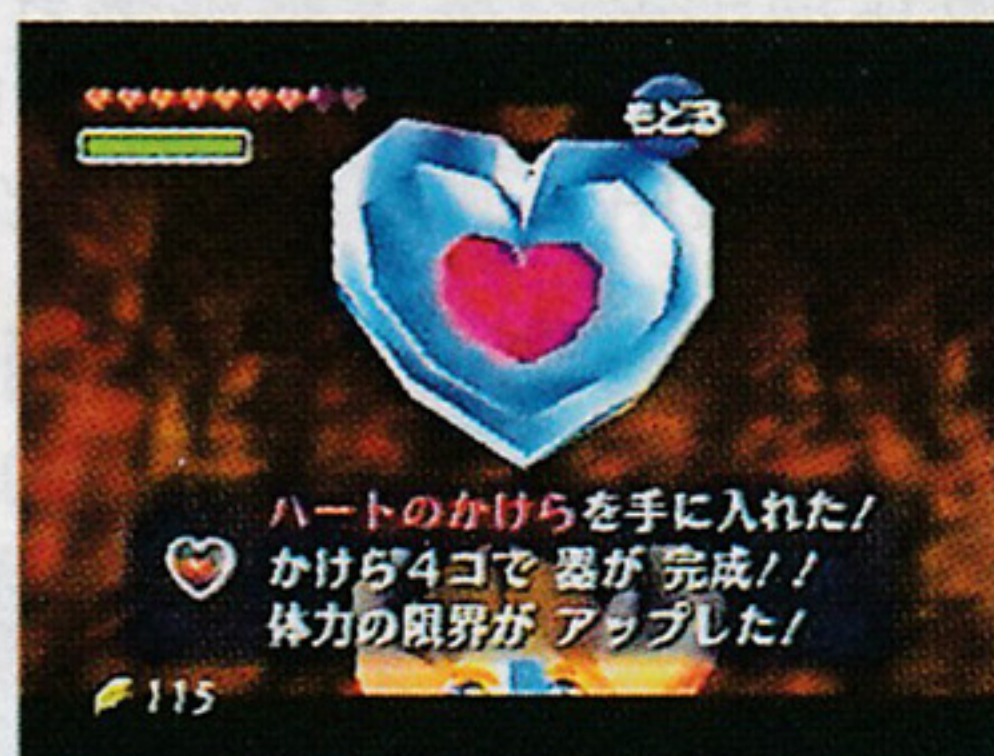 もどる
ハートのかけらを手に入れた！
かけら4コで 器が 完成！！
体力の限界が アップした！
115